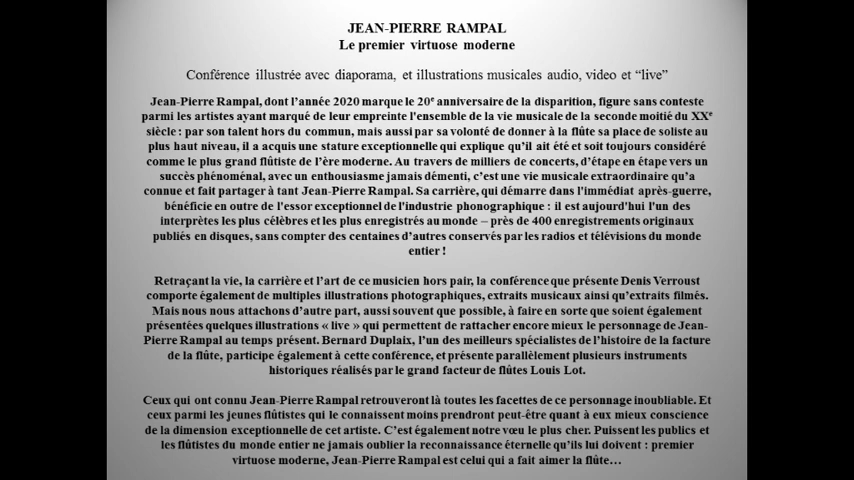 JEAN-PIERRE RAMPAL
Le premier virtuose moderne
Conférence illustrée avec diaporama, et illustrations musicales audio, video et “live”
Jean-Pierre Rampal, dont l’année 2020 marque le 20e anniversaire de la disparition, figure sans conteste
parmi les artistes ayant marqué de leur empreinte l'ensemble de la vie musicale de la seconde moitié du XXe
siècle : par son talent hors du commun, mais aussi par sa volonté de donner à la flûte sa place de soliste au
plus haut niveau, il a acquis une stature exceptionnelle qui explique qu’il ait été et soit toujours considéré
comme le plus grand flûtiste de l’ère moderne. Au travers de milliers de concerts, d’étape en étape vers un
succès phénoménal, avec un enthousiasme jamais démenti, c’est une vie musicale extraordinaire qu’a
connue et fait partager à tant Jean-Pierre Rampal. Sa carrière, qui démarre dans l'immédiat après-guerre,
bénéficie en outre de l'essor exceptionnel de l'industrie phonographique : il est aujourd'hui l'un des
interprètes les plus célèbres et les plus enregistrés au monde – près de 400 enregistrements originaux
publiés en disques, sans compter des centaines d’autres conservés par les radios et télévisions du monde
entier !
Retraçant la vie, la carrière et l’art de ce musicien hors pair, la conférence que présente Denis Verroust
comporte également de multiples illustrations photographiques, extraits musicaux ainsi qu’extraits filmés.
Mais nous nous attachons d’autre part, aussi souvent que possible, à faire en sorte que soient également
présentées quelques illustrations « live » qui permettent de rattacher encore mieux le personnage de Jean-
Pierre Rampal au temps présent. Bernard Duplaix, l’un des meilleurs spécialistes de l’histoire de la facture
de la flûte, participe également à cette conférence, et présente parallèlement plusieurs instruments
historiques réalisés par le grand facteur de flûtes Louis Lot.
Ceux qui ont connu Jean-Pierre Rampal retrouveront là toutes les facettes de ce personnage inoubliable. Et
ceux parmi les jeunes flûtistes qui le connaissent moins prendront peut-être quant à eux mieux conscience
de la dimension exceptionnelle de cet artiste. C’est également notre vœu le plus cher. Puissent les publics et
les flûtistes du monde entier ne jamais oublier la reconnaissance éternelle qu’ils lui doivent : premier
virtuose moderne, Jean-Pierre Rampal est celui qui a fait aimer la flûte…